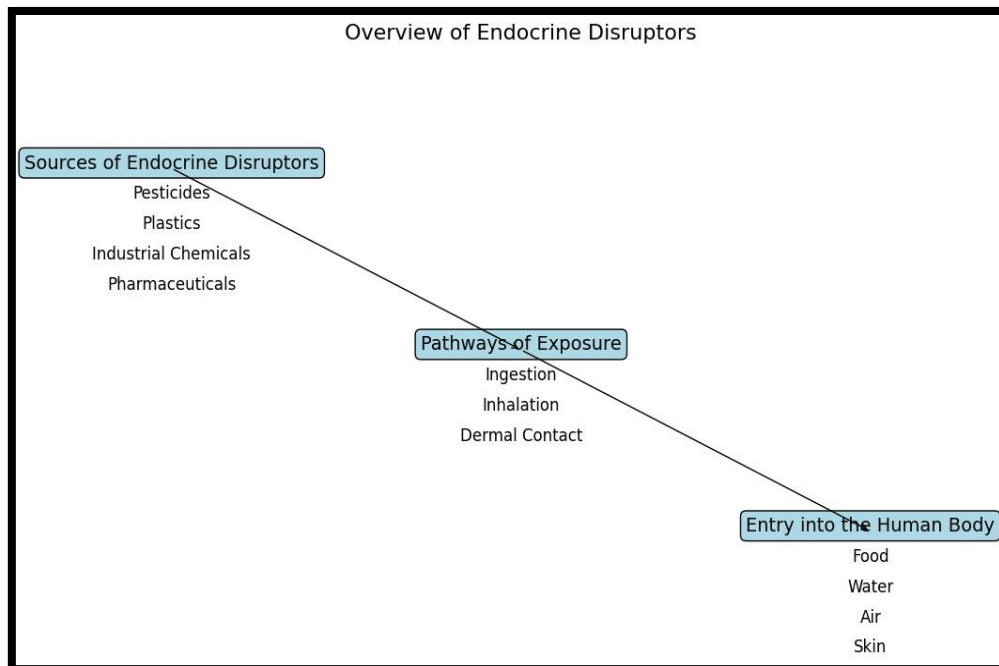 Overview of Endocrine Disruptors
Sources of Endocrine Disruptors
Pesticides
Plastics
Industrial Chemicals
Pharmaceuticals
Pathways of Exposure
Ingestion
Inhalation
Dermal Contact
Entry into the Human Body
Food
Water
Air
Skin